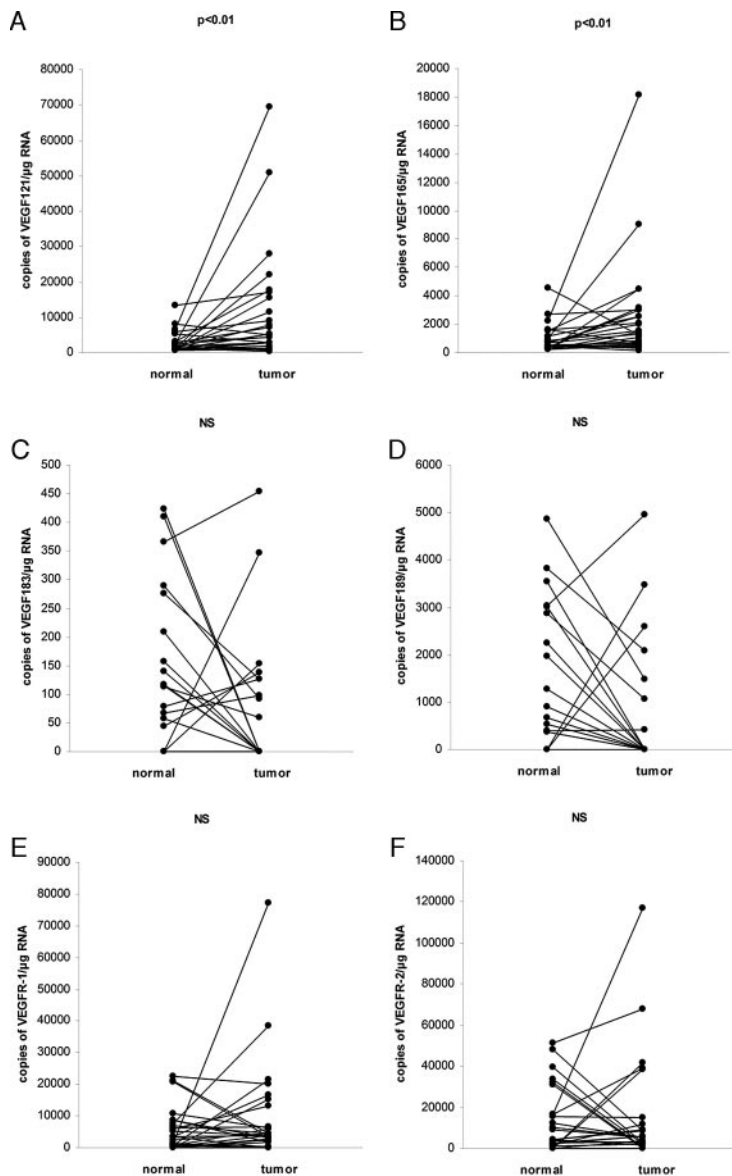 A
p<0.01
copies of VEGF121/µg RNA
80000
70000
60000
50000
40000
30000
20000
10000
0
normal
tumor
B
p<0.01
copies of VEGF165/µg RNA
20000
18000
16000
14000
12000
10000
8000
6000
4000
2000
0
normal
tumor
C
NS
copies of VEGF183/µg RNA
500
450
400
350
300
250
200
150
100
50
0
normal
tumor
D
NS
copies of VEGF189/µg RNA
6000
5000
4000
3000
2000
1000
0
normal
tumor
E
NS
copies of VEGFR-1/µg RNA
90000
80000
70000
60000
50000
40000
30000
20000
10000
0
normal
tumor
F
NS
copies of VEGFR-2/µg RNA
140000
120000
100000
80000
60000
40000
20000
0
normal
tumor